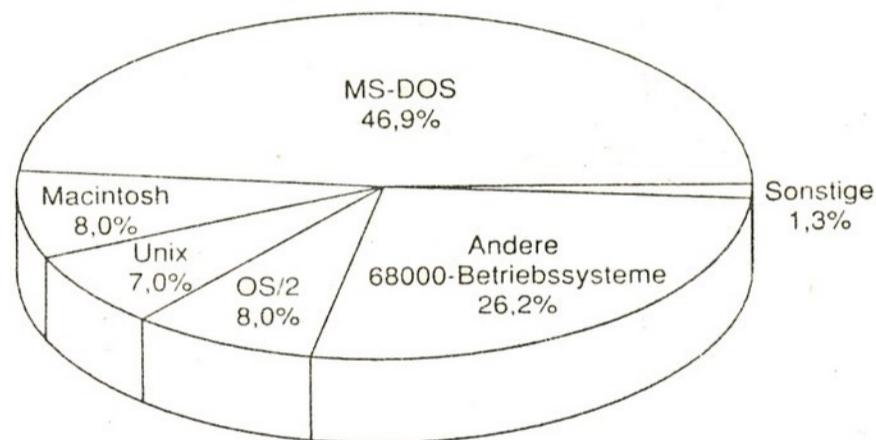 MS-DOS
46,9%
Macintosh
8,0%
Unix
7,0%
OS/2
8,0%
Andere
68000-Betriebssysteme
26,2%
Sonstige
1,3%